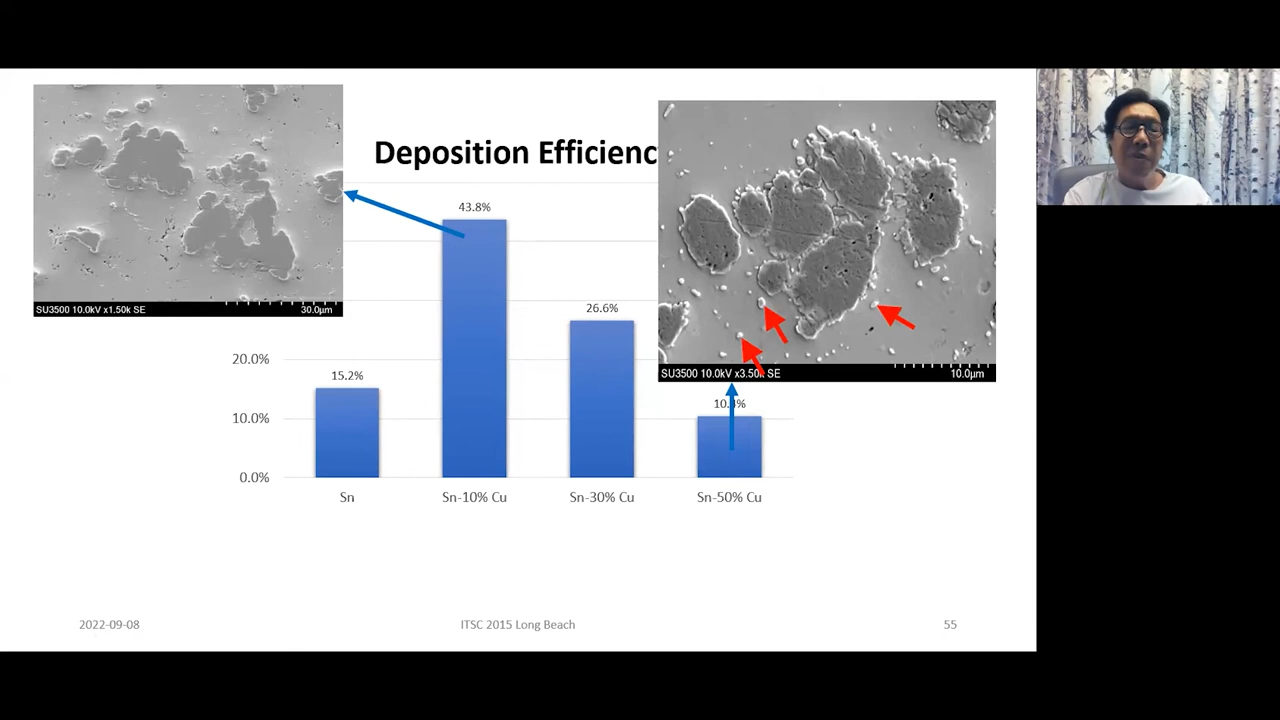 Deposition Efficienc
SU3500 10.0kV x1.50k SE 30.0µm
SU3500 10.0kV x3.50k SE 10.0µm
43.8%
26.6%
20.0%
15.2%
10.0%
0.0%
Sn Sn-10% Cu Sn-30% Cu Sn-50% Cu
2022-09-08 ITSC 2015 Long Beach 55